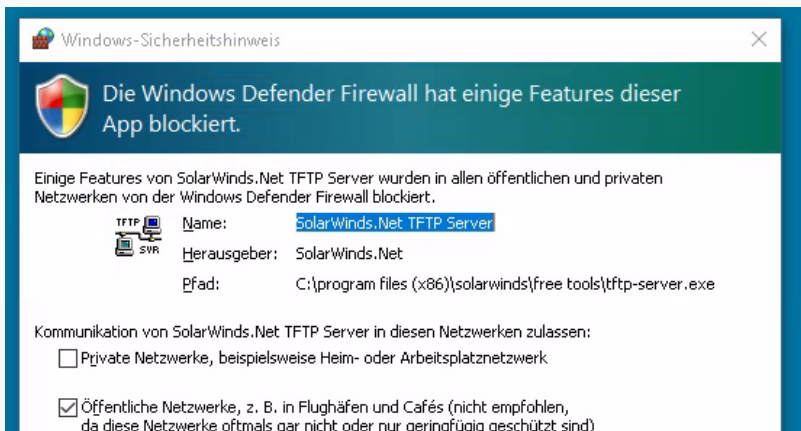 Windows-Sicherheitshinweis
Die Windows Defender Firewall hat einige Features dieser
App blockiert.
Einige Features von SolarWinds.Net TFTP Server wurden in allen öffentlichen und privaten
Netzwerken von der Windows Defender Firewall blockiert.
TFTP
SVR
Name: SolarWinds.Net TFTP Server
Herausgeber: SolarWinds.Net
Pfad: C:\program files (x86)\solarwinds\free tools\tftp-server.exe
Kommunikation von SolarWinds.Net TFTP Server in diesen Netzwerken zulassen:
Private Netzwerke, beispielsweise Heim- oder Arbeitsplatznetzwerk
Öffentliche Netzwerke, z. B. in Flughäfen und Cafés (nicht empfohlen,
da diese Netzwerke oftmals gar nicht oder nur geringfügig geschützt sind)